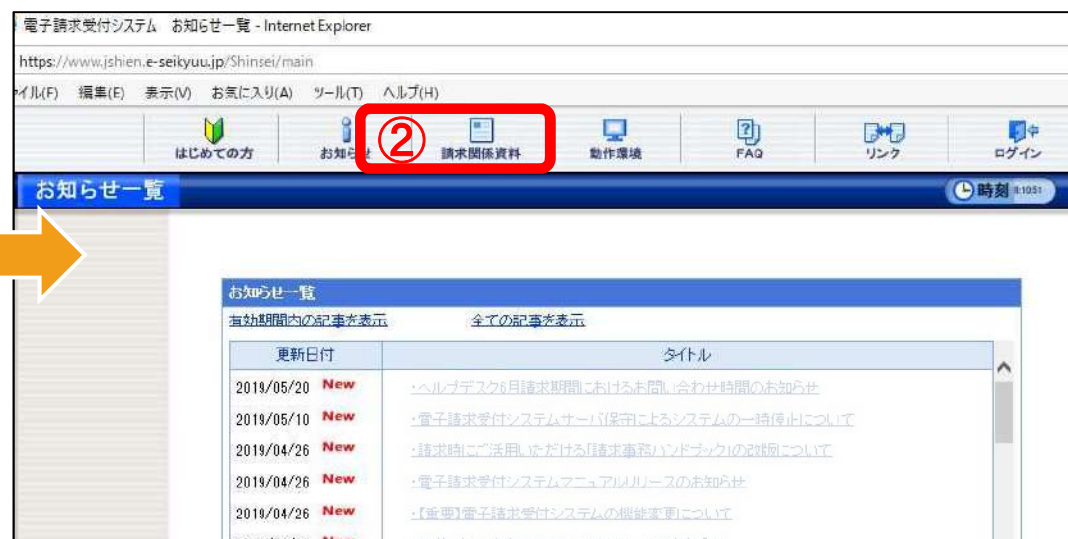 電子請求受付システム　お知らせ一覧 - Internet Explorer
https://www.jshien.e-seikyuu.jp/Shinsei/main
イル(F) 編集(E) 表示(V) お気に入り(A) ツール(T) ヘルプ(H)
②
はじめての方 お知らせ 請求関係資料 動作環境 FAQ リンク ログイン
お知らせ一覧 時刻
お知らせ一覧
有効期間内の記事を表示 全ての記事を表示
更新日付 タイトル
2019/05/20 New ・ヘルプデスク6月請求期間におけるお問い合わせ時間のお知らせ
2019/05/10 New ・電子請求受付システムサーバ保守によるシステムの一時停止について
2019/04/26 New ・請求時にご活用いただける「請求事務ハンドブック」の改版について
2019/04/26 New ・電子請求受付システムマニュアルリリースのお知らせ
2019/04/26 New ・【重要】電子請求受付システムの機能変更について